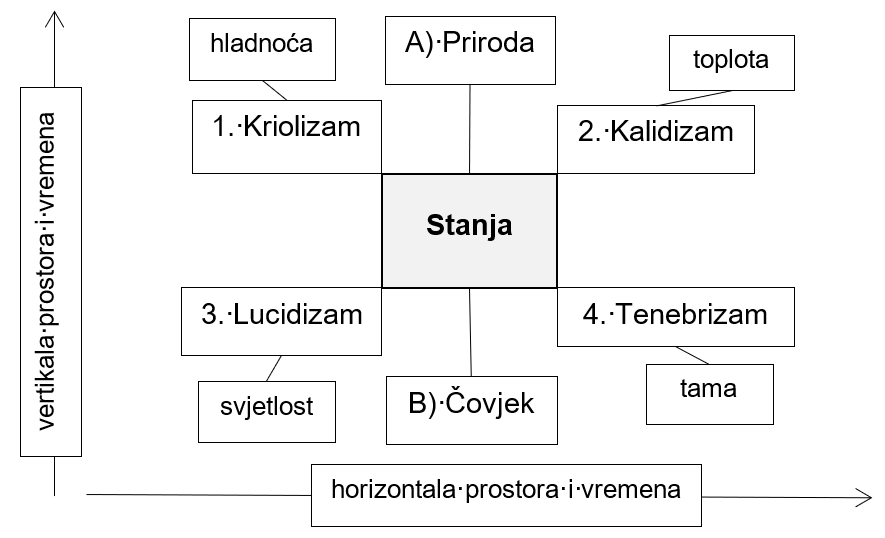 hladnoća
A)·Priroda
toplota
1.·Kriolizam
2.·Kalidizam
Stanja
vertikala·prostora·i·vremena
3.·Lucidizam
4.·Tenebrizam
svjetlost
B)·Čovjek
tama
horizontala·prostora·i·vremena